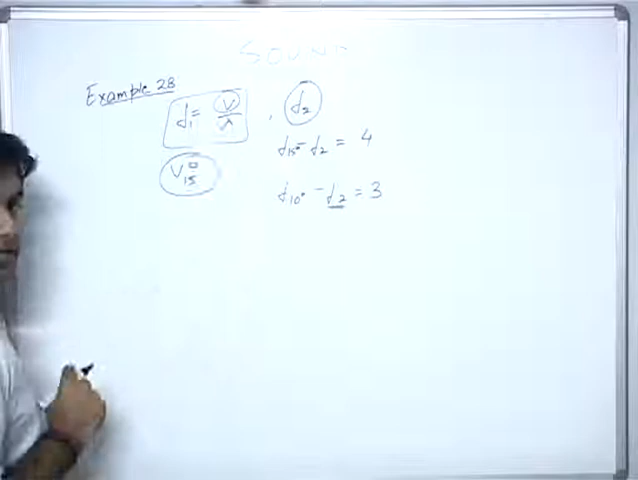 SOUND
Example 28
f₁ = V/λ , f₂
f₁₅° - f₂ = 4
V₁₅°
f₁₀° - f₂ = 3